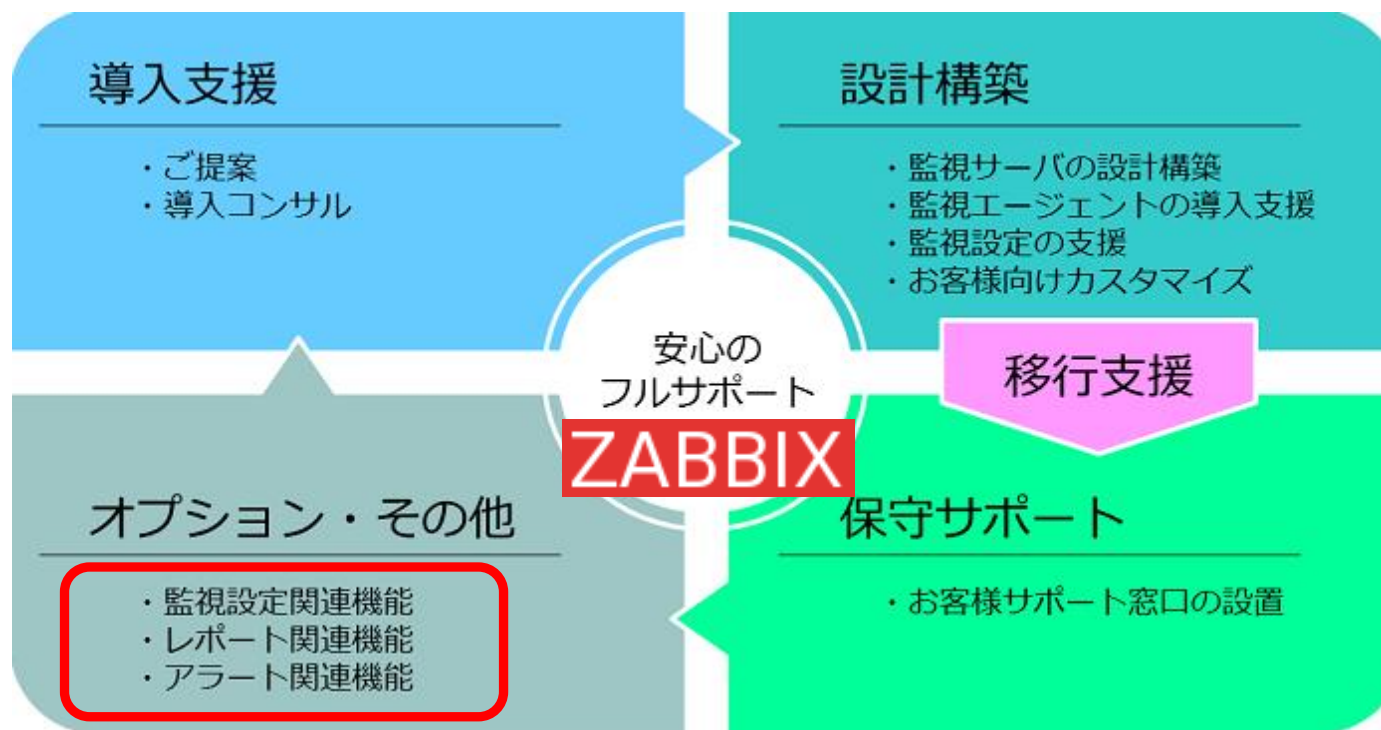 導入支援
・ご提案
・導入コンサル
設計構築
・監視サーバの設計構築
・監視エージェントの導入支援
・監視設定の支援
・お客様向けカスタマイズ
安心の
フルサポート
ZABBIX
移行支援
オプション・その他
・監視設定関連機能
・レポート関連機能
・アラート関連機能
保守サポート
・お客様サポート窓口の設置